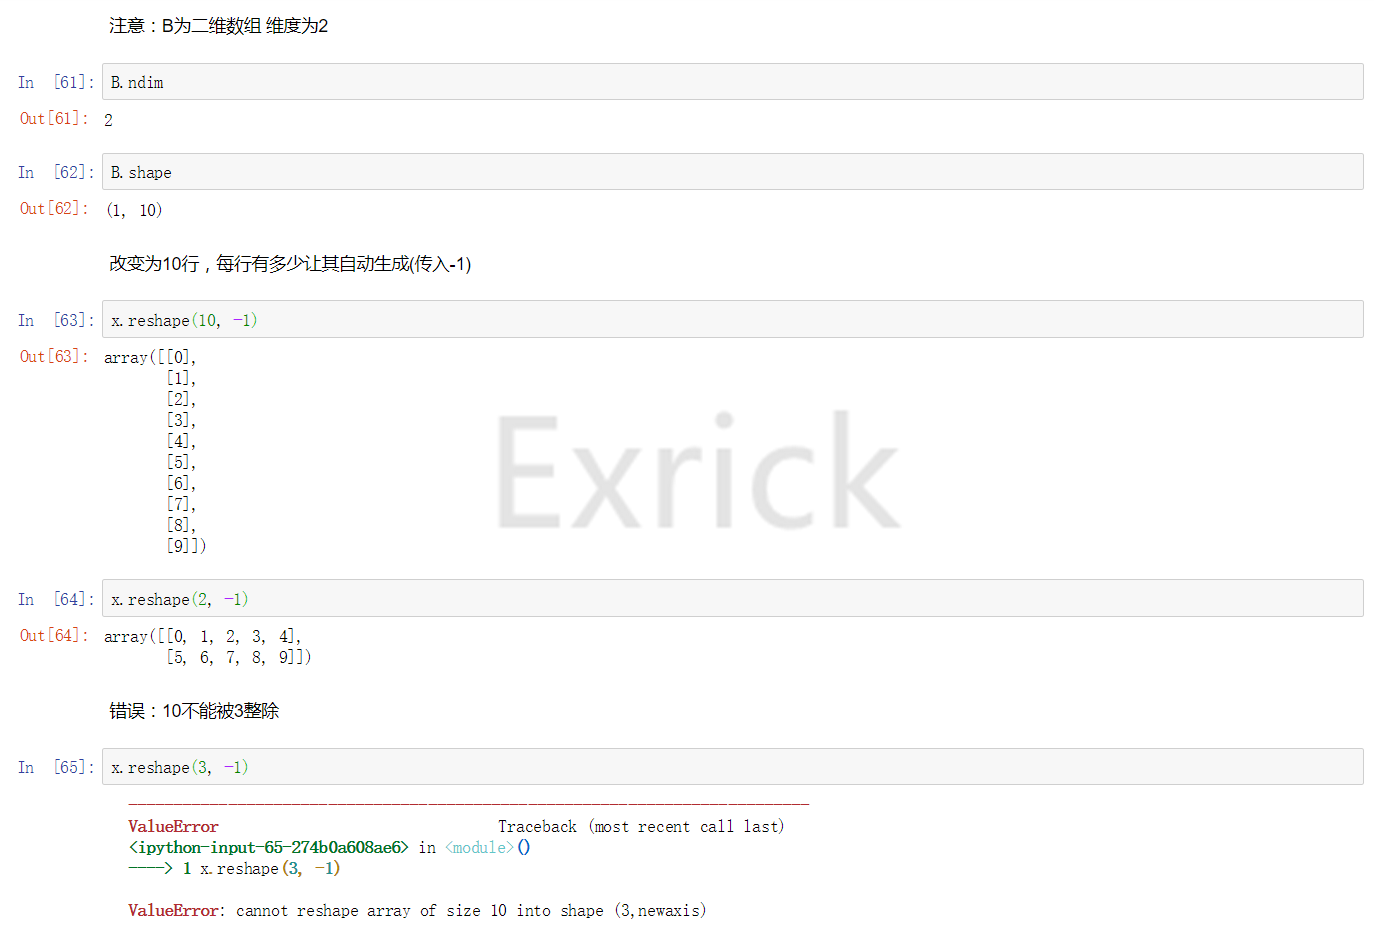 注意：B为二维数组 维度为2
In [61]: B.ndim
Out[61]: 2
In [62]: B.shape
Out[62]: (1, 10)
改变为10行，每行有多少让其自动生成(传入-1)
In [63]: x.reshape(10, -1)
Out[63]: array([[0],
[1],
[2],
[3],
[4],
[5],
[6],
[7],
[8],
[9]])
Exrick
In [64]: x.reshape(2, -1)
Out[64]: array([[0, 1, 2, 3, 4],
[5, 6, 7, 8, 9]])
错误：10不能被3整除
In [65]: x.reshape(3, -1)
---------------------------------------------------------------------------
ValueError Traceback (most recent call last)
<ipython-input-65-274b0a608ae6> in <module>()
----> 1 x.reshape(3, -1)
ValueError: cannot reshape array of size 10 into shape (3,newaxis)